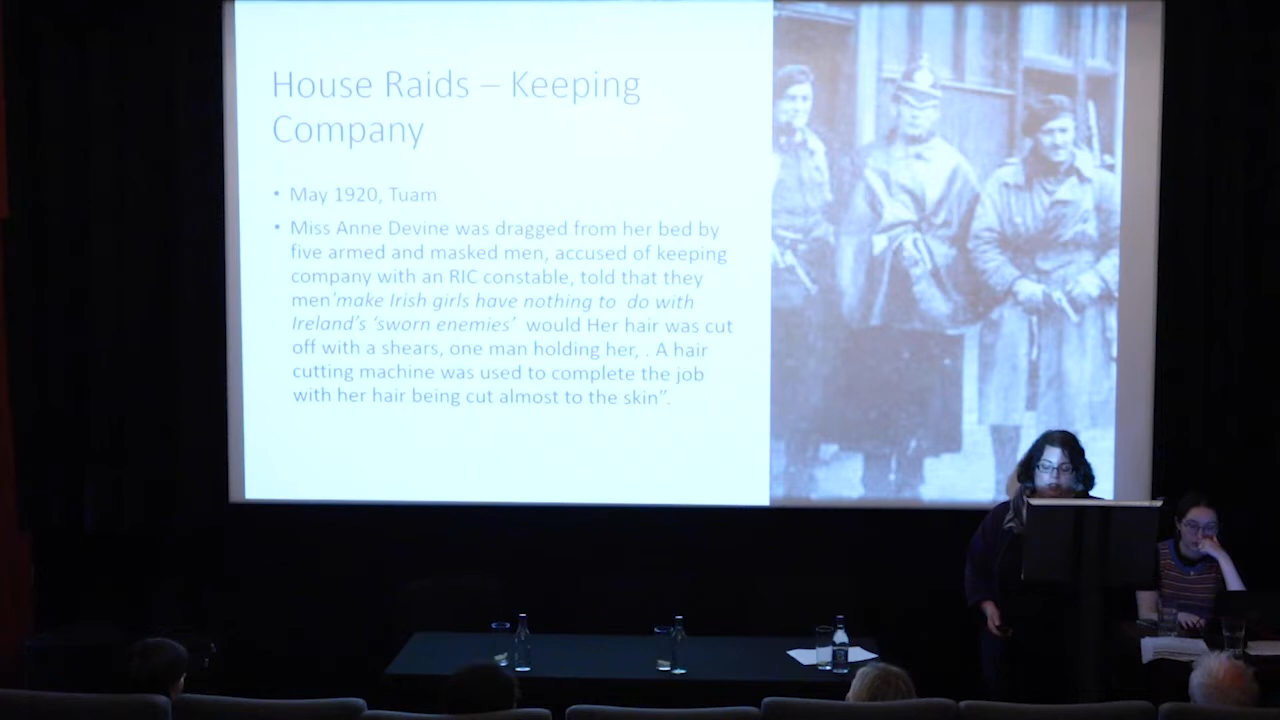 House Raids – Keeping
Company
• May 1920, Tuam
• Miss Anne Devine was dragged from her bed by
five armed and masked men, accused of keeping
company with an RIC constable, told that they
men 'make Irish girls have nothing to do with
Ireland's 'sworn enemies' would Her hair was cut
off with a shears, one man holding her, . A hair
cutting machine was used to complete the job
with her hair being cut almost to the skin".